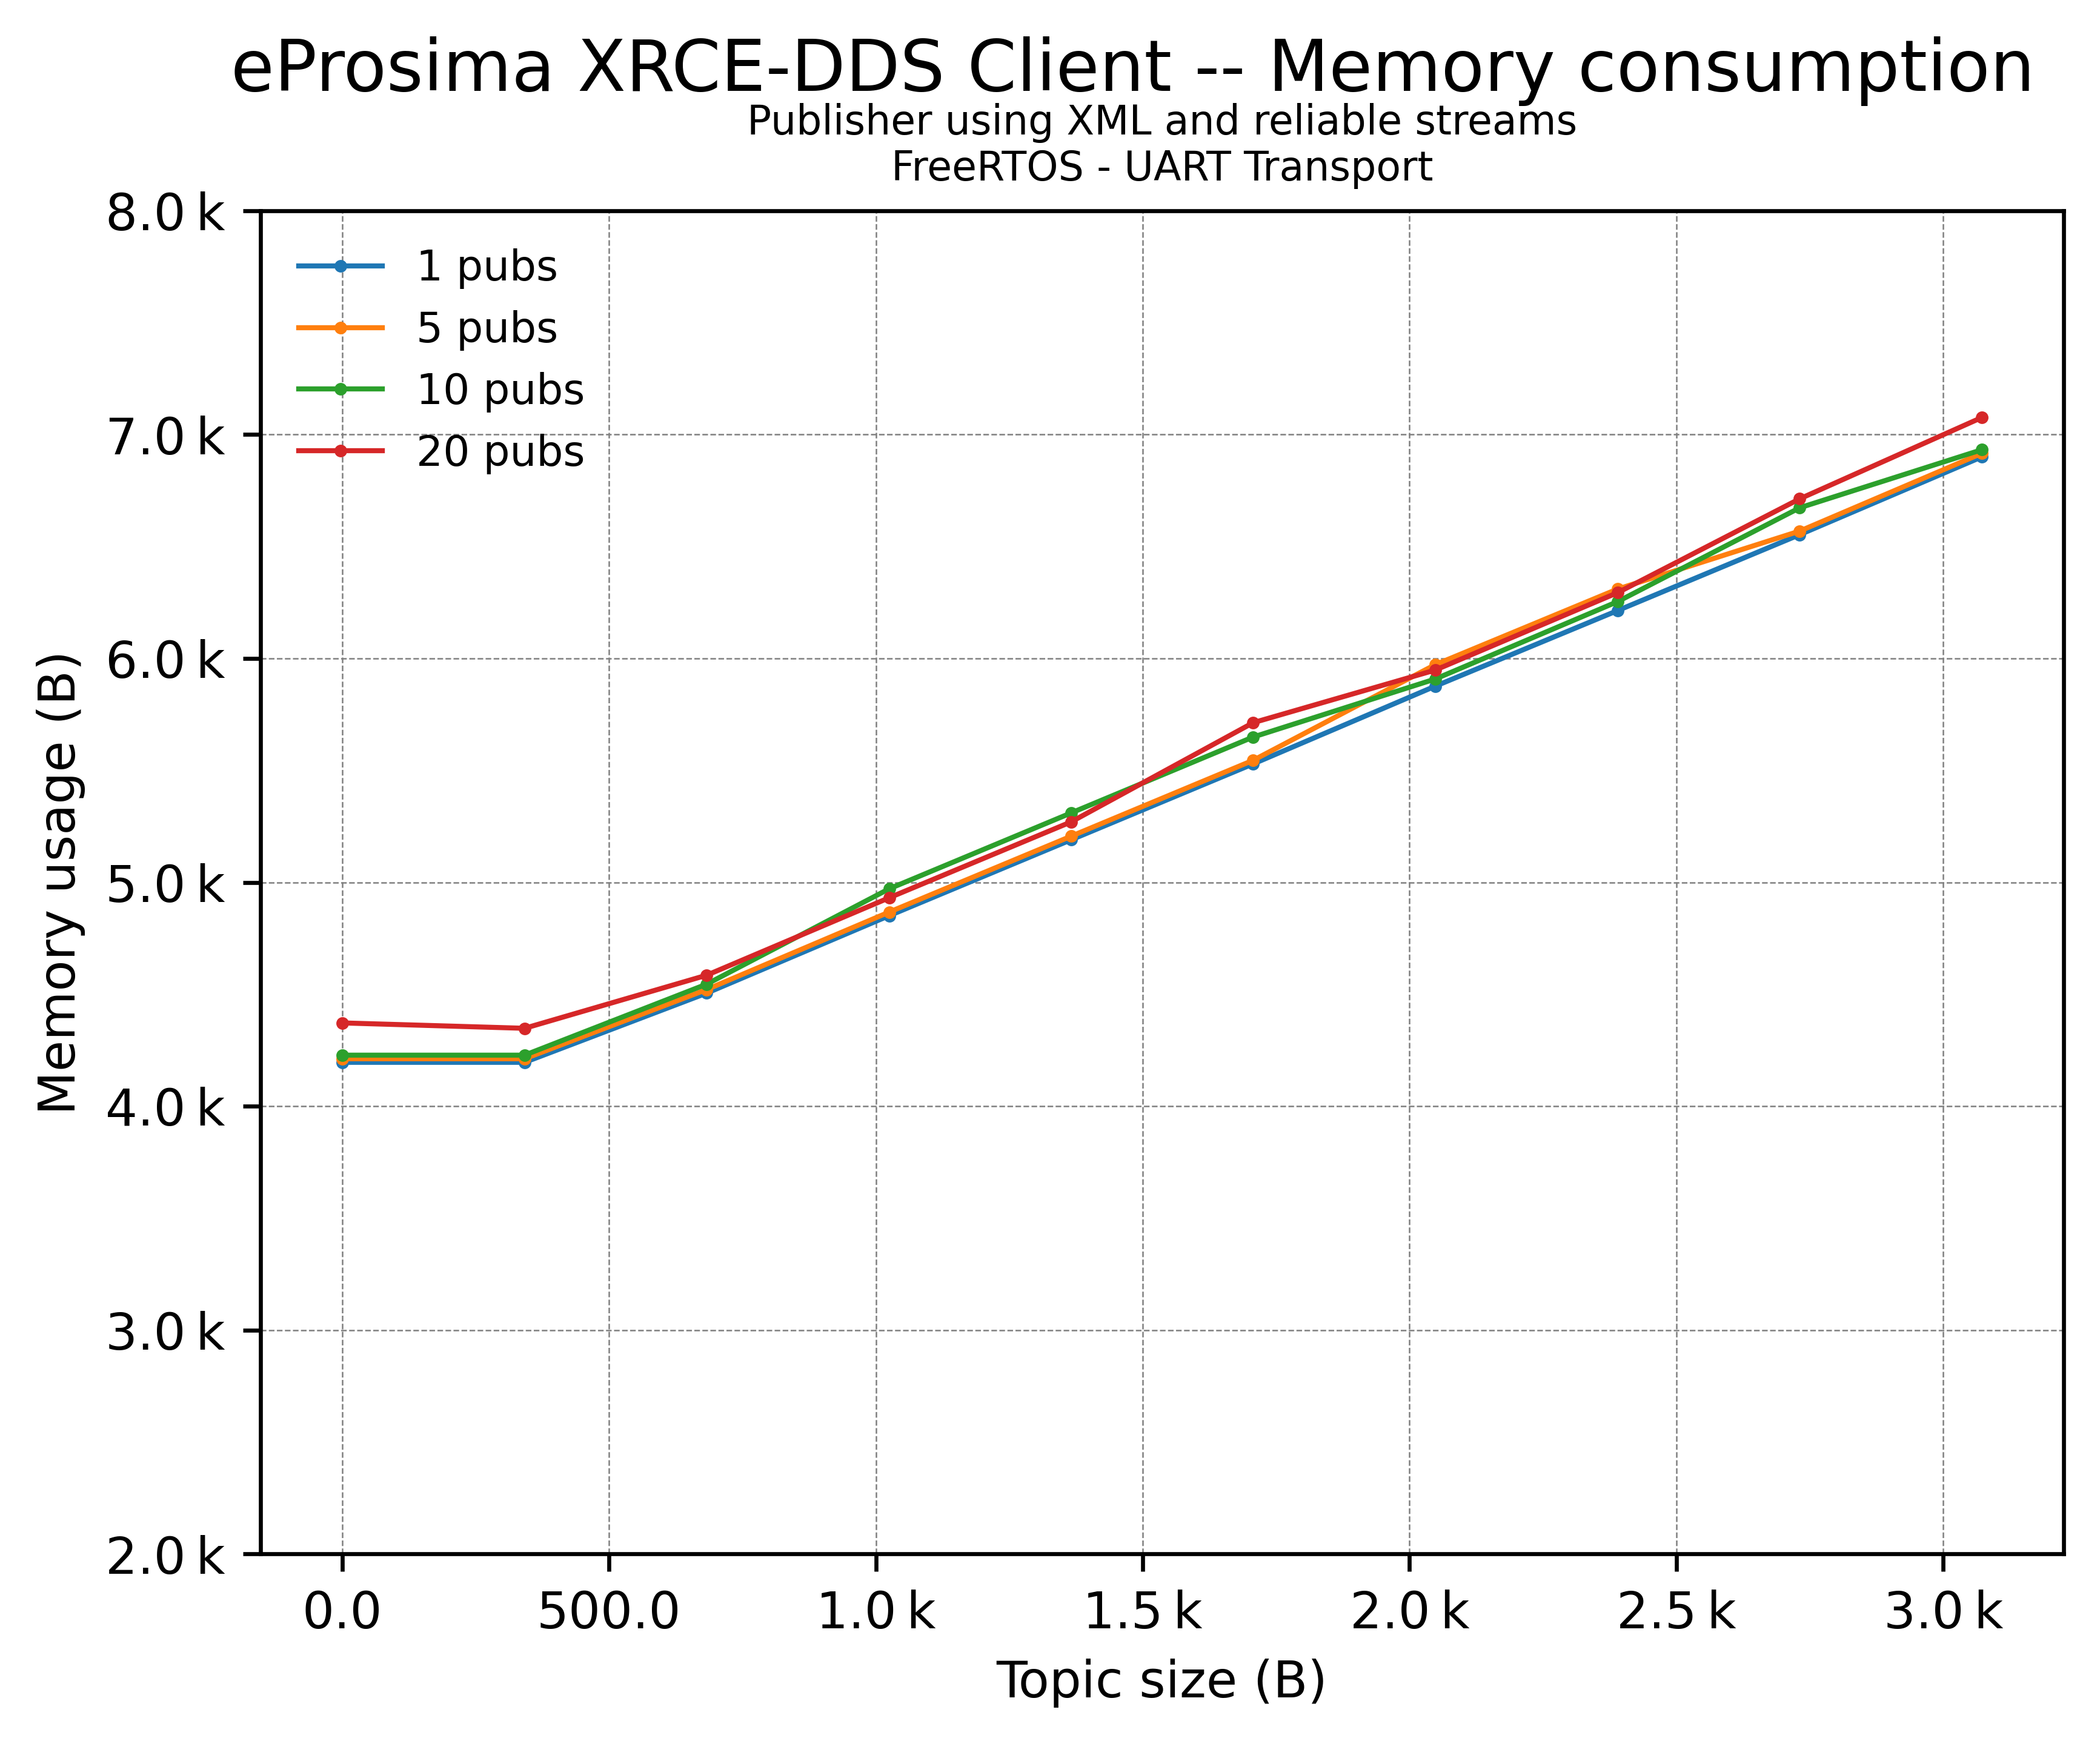 eProsima XRCE-DDS Client -- Memory consumption
Publisher using XML and reliable streams
FreeRTOS - UART Transport
8.0 k
7.0 k
6.0 k
5.0 k
4.0 k
3.0 k
2.0 k
Memory usage (B)
1 pubs
5 pubs
10 pubs
20 pubs
0.0
500.0
1.0 k
1.5 k
2.0 k
2.5 k
3.0 k
Topic size (B)